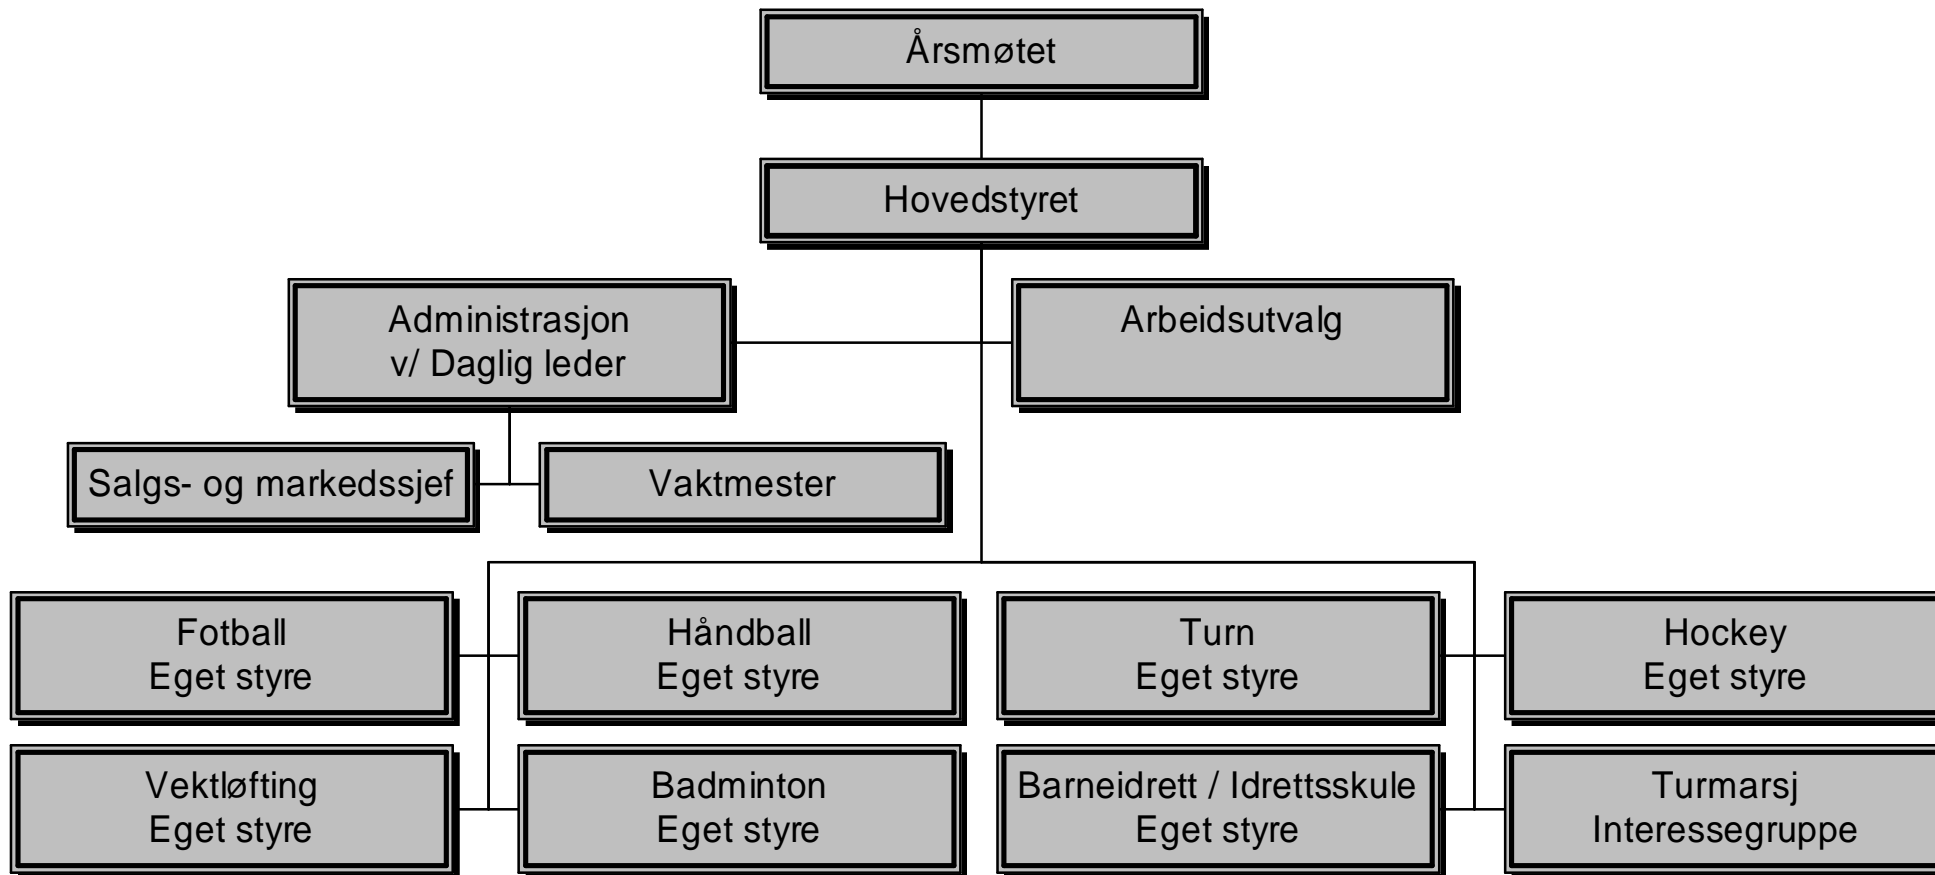 Årsmøtet
Hovedstyret
Administrasjon
v/ Daglig leder
Arbeidsutvalg
Salgs- og markedssjef
Vaktmester
Fotball
Eget styre
Håndball
Eget styre
Turn
Eget styre
Hockey
Eget styre
Vektløfting
Eget styre
Badminton
Eget styre
Barneidrett / Idrettsskule
Eget styre
Turmarsj
Interessegruppe